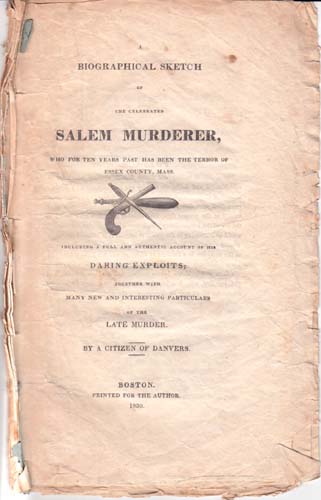 A
BIOGRAPHICAL SKETCH
OF
THE CELEBRATED
SALEM MURDERER,
WHO FOR TEN YEARS PAST HAS BEEN THE TERROR OF
ESSEX COUNTY, MASS.
INCLUDING A FULL AND AUTHENTIC ACCOUNT OF HIS
DARING EXPLOITS;
TOGETHER WITH
MANY NEW AND INTERESTING PARTICULARS
OF THE
LATE MURDER.
BY A CITIZEN OF DANVERS.
BOSTON.
PRINTED FOR THE AUTHOR.
1830.